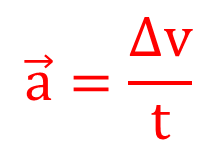 a⃗ = Δv / t